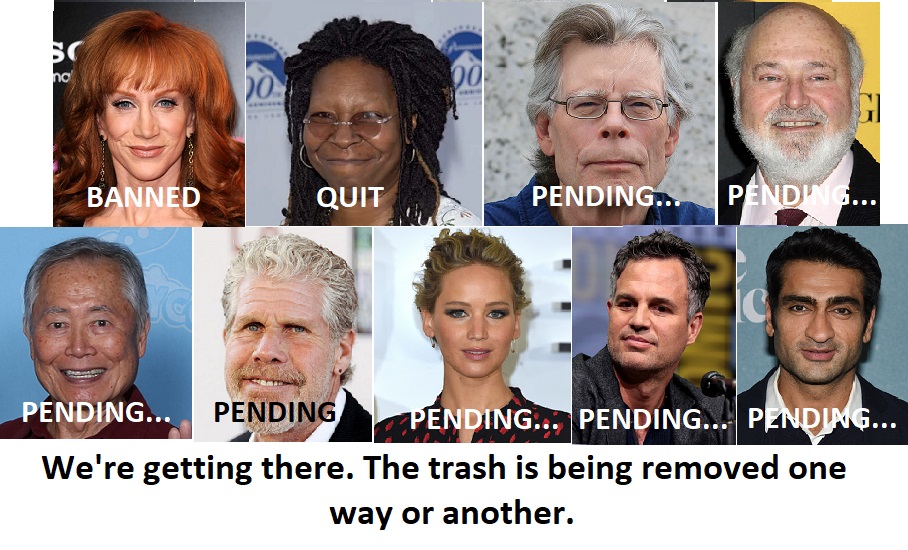 BANNED
QUIT
PENDING...
PENDING...
PENDING...
PENDING
PENDING...
PENDING...
PENDING...
We're getting there. The trash is being removed one
way or another.